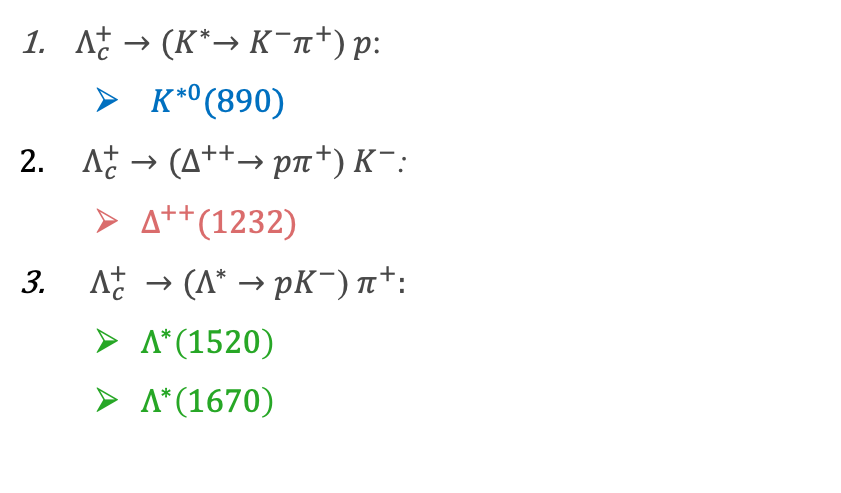 1. Λc+ → (K*→ K−π+) p:
➢ K*0(890)
2. Λc+ → (Δ++→ pπ+) K−:
➢ Δ++(1232)
3. Λc+ → (Λ* → pK−) π+:
➢ Λ*(1520)
➢ Λ*(1670)